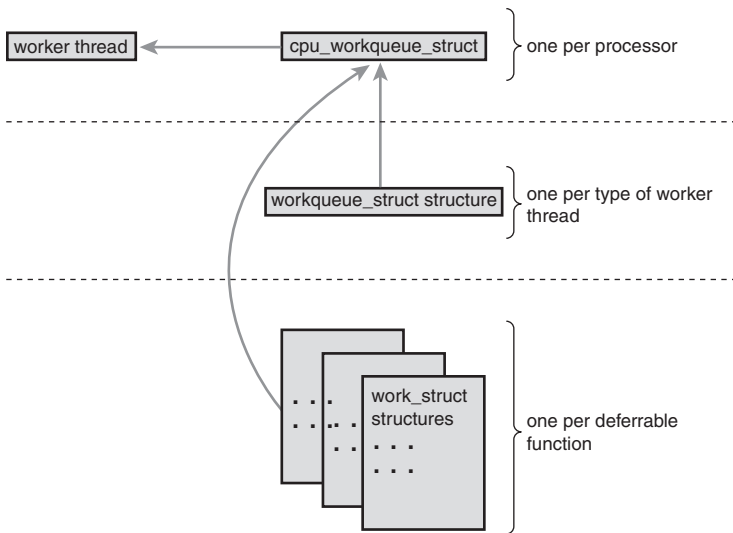 worker thread
cpu_workqueue_struct
one per processor
workqueue_struct structure
one per type of worker
thread
work_struct
structures
. . .
. . .
. . .
. . .
. .
. .
one per deferrable
function